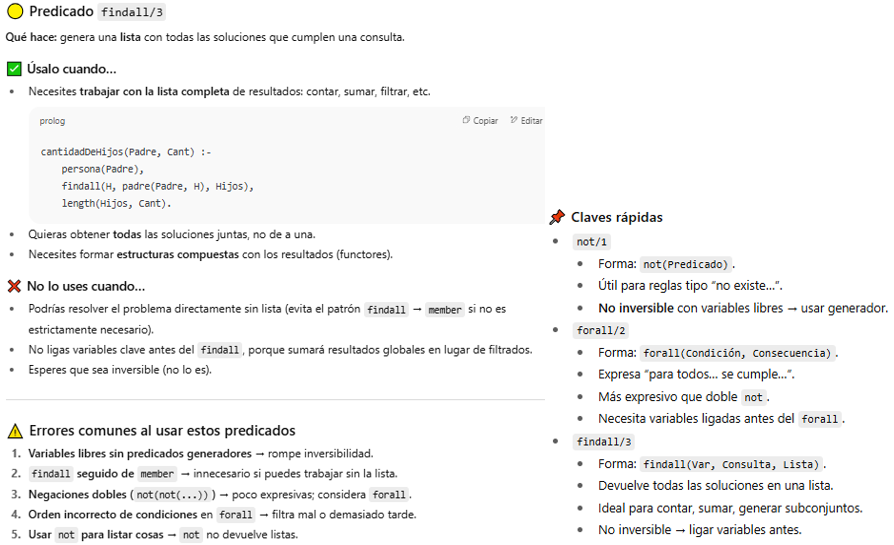 Predicado findall/3
Qué hace: genera una lista con todas las soluciones que cumplen una consulta.
Úsalo cuando...
• Necesites trabajar con la lista completa de resultados: contar, sumar, filtrar, etc.
prolog
Copiar
Editar
cantidadDeHijos(Padre, Cant) :-
persona(Padre),
findall(H, padre(Padre, H), Hijos),
length(Hijos, Cant).
• Quieras obtener todas las soluciones juntas, no de a una.
• Necesites formar estructuras compuestas con los resultados (functores).
No lo uses cuando...
• Podrías resolver el problema directamente sin lista (evita el patrón findall → member si no es
estrictamente necesario).
• No ligas variables clave antes del findall, porque sumará resultados globales en lugar de filtrados.
• Esperes que sea inversible (no lo es).
Errores comunes al usar estos predicados
1. Variables libres sin predicados generadores → rompe inversibilidad.
2. findall seguido de member → innecesario si puedes trabajar sin la lista.
3. Negaciones dobles (not(not(...))) → poco expresivas; considera forall.
4. Orden incorrecto de condiciones en forall → filtra mal o demasiado tarde.
5. Usar not para listar cosas → not no devuelve listas.
Claves rápidas
• not/1
• Forma: not(Predicado).
• Útil para reglas tipo “no existe...”.
• No inversible con variables libres → usar generador.
• forall/2
• Forma: forall(Condición, Consecuencia).
• Expresa “para todos... se cumple...”.
• Más expresivo que doble not.
• Necesita variables ligadas antes del forall.
• findall/3
• Forma: findall(Var, Consulta, Lista).
• Devuelve todas las soluciones en una lista.
• Ideal para contar, sumar, generar subconjuntos.
• No inversible → ligar variables antes.